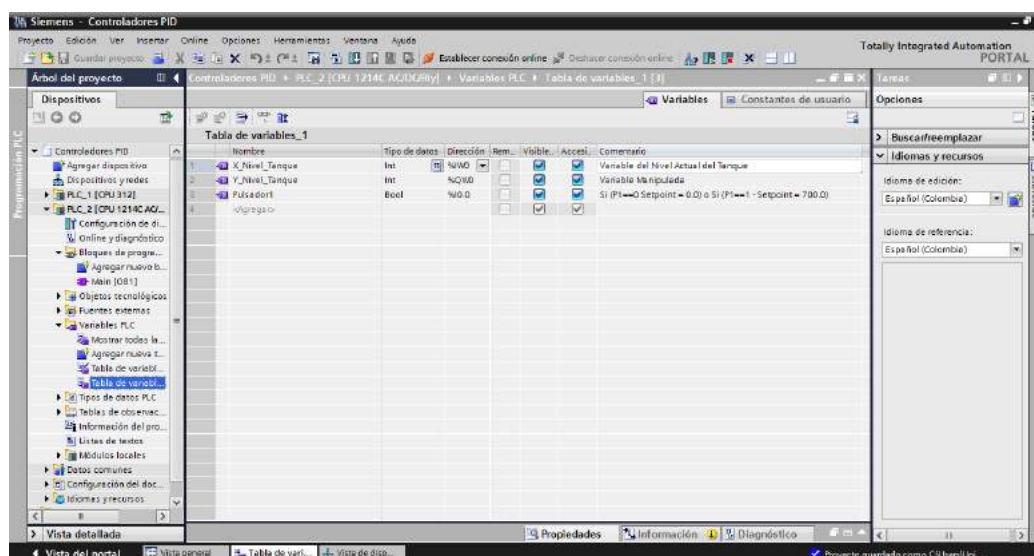 Siemens - Controladores PID
Proyecto Edición Ver Insertar Online Opciones Herramientas Ventana Ayuda
Totally Integrated Automation
PORTAL
Guardar proyecto
Establecer conexión online
Deshacer conexión online
Árbol del proyecto
Controladores PID ▸ PLC_2 [CPU 1214C AC/DC/Rly] ▸ Variables PLC ▸ Tabla de variables_1 [3]
Tareas
Dispositivos
Variables
Constantes de usuario
Opciones
Programación PLC
Tabla de variables_1
Buscar/reemplazar
Nombre Tipo de datos Dirección Rem... Visible... Accesi... Comentario
Idiomas y recursos
1 X_Nivel_Tanque Int %IW0 Variable del Nivel Actual del Tanque
2 Y_Nivel_Tanque Int %QW0 Variable Manipulada
3 Pulsador1 Bool %I0.0 Si (P1==0 Setpoint = 0.0) o Si (P1==1 - Setpoint = 700.0)
4 <Agregar>
Controladores PID
Agregar dispositivo
Dispositivos y redes
PLC_1 [CPU 312]
PLC_2 [CPU 1214C AC/...
Configuración de di...
Online y diagnóstico
Bloques de progra...
Agregar nuevo b...
Main [OB1]
Objetos tecnológicos
Fuentes externas
Variables PLC
Mostrar todas la...
Agregar nueva t...
Tabla de variabl...
Tabla de variabl...
Tipos de datos PLC
Tablas de observac...
Información del pro...
Listas de textos
Módulos locales
Datos comunes
Configuración del doc...
Idiomas y recursos
Idioma de edición:
Español (Colombia)
Idioma de referencia:
Español (Colombia)
Vista detallada
Propiedades
Información
Diagnóstico
Vista del portal
Vista general
Tabla de vari...
Vista de disp...
Proyecto guardado como